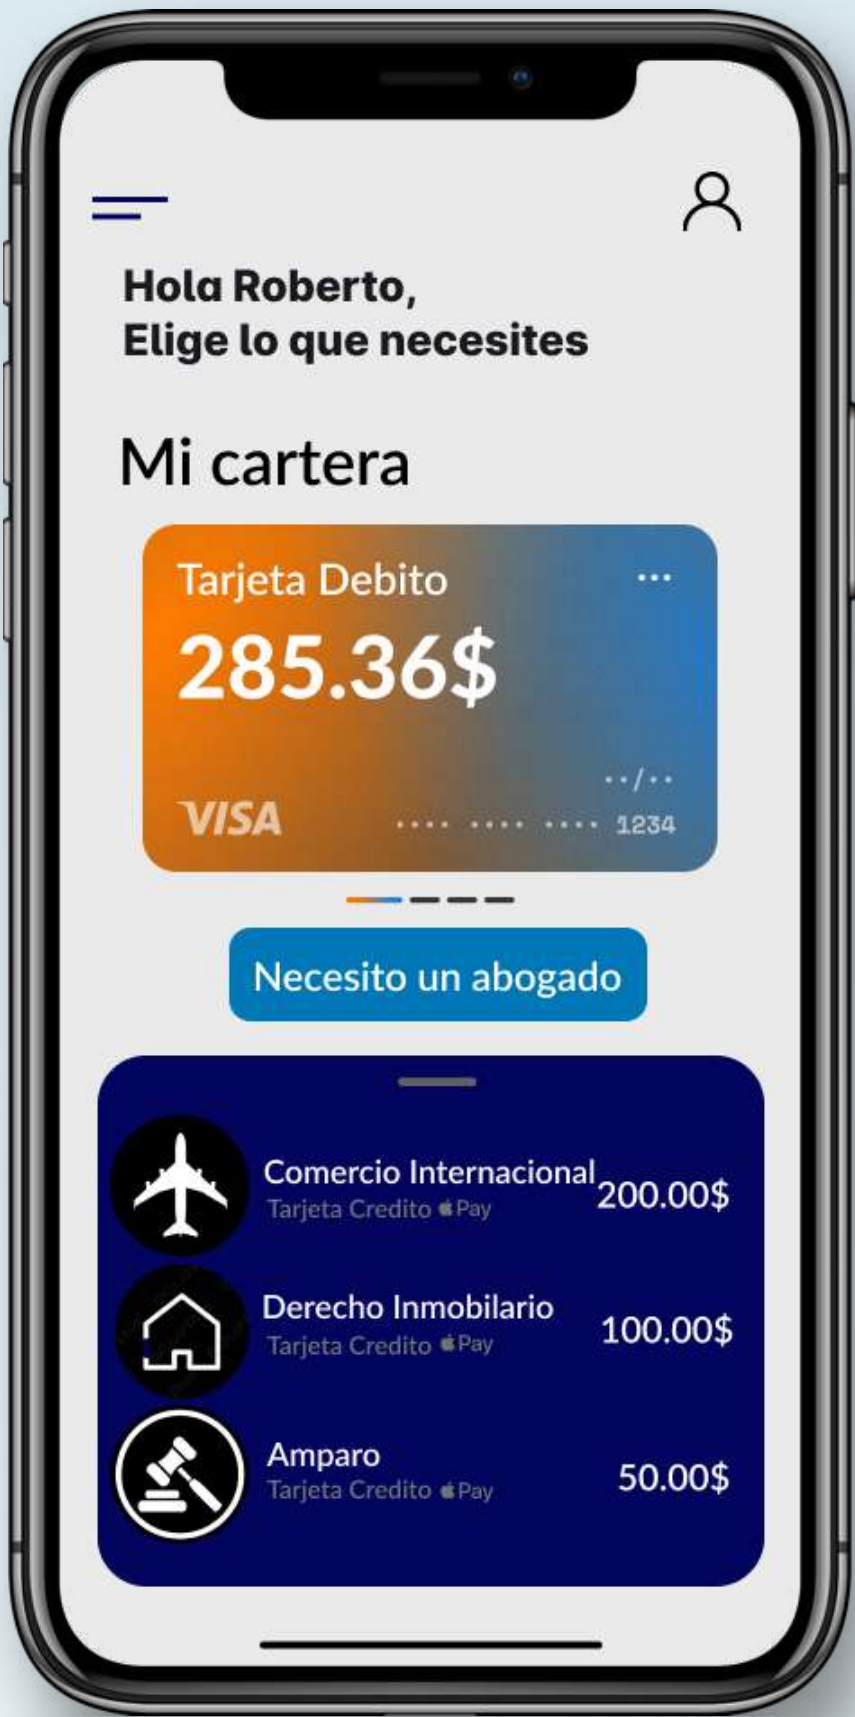 Hola Roberto,
Elige lo que necesites
Mi cartera
Tarjeta Debito ...
285.36$
··/··
VISA ···· ···· ···· 1234
Necesito un abogado
Comercio Internacional 200.00$
Tarjeta Credito Pay
Derecho Inmobilario 100.00$
Tarjeta Credito Pay
Amparo 50.00$
Tarjeta Credito Pay